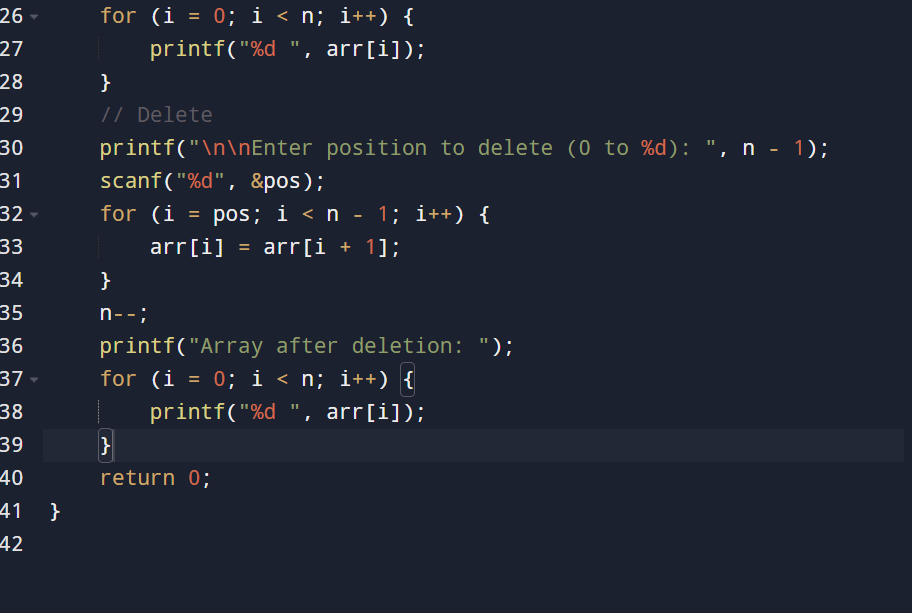 26 for (i = 0; i < n; i++) {
27 printf("%d ", arr[i]);
28 }
29 // Delete
30 printf("\n\nEnter position to delete (0 to %d): ", n - 1);
31 scanf("%d", &pos);
32 for (i = pos; i < n - 1; i++) {
33 arr[i] = arr[i + 1];
34 }
35 n--;
36 printf("Array after deletion: ");
37 for (i = 0; i < n; i++) {
38 printf("%d ", arr[i]);
39 }
40 return 0;
41 }
42